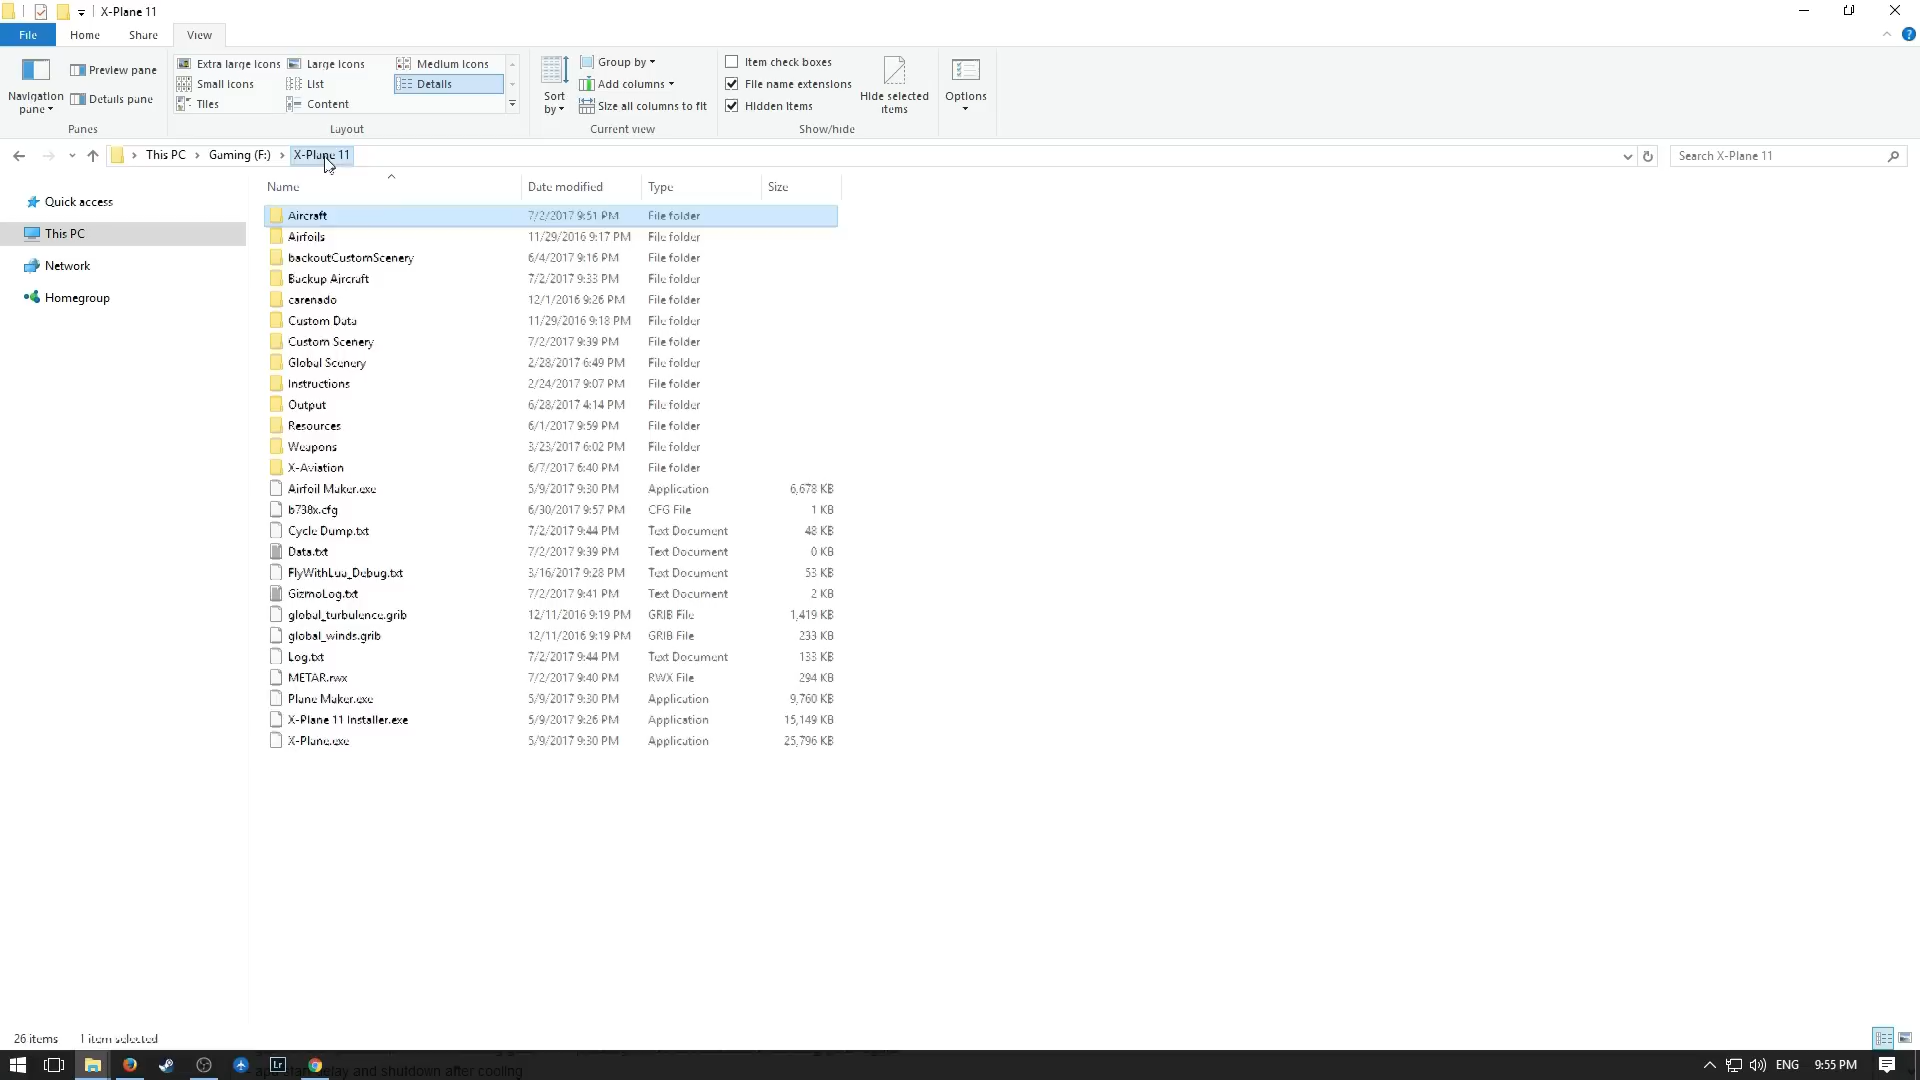 X-Plane 11
File Home Share View
Navigation pane
Preview pane
Details pane
Panes
Extra large icons Large icons Medium icons
Small icons List Details
Tiles Content
Layout
Sort by
Group by
Add columns
Size all columns to fit
Current view
Item check boxes
File name extensions
Hidden items
Hide selected items
Show/hide
Options
This PC Gaming (F:) X-Plane 11
Search X-Plane 11
Quick access
This PC
Network
Homegroup
Name Date modified Type Size
Aircraft 7/2/2017 9:51 PM File folder
Airfoils 11/29/2016 9:17 PM File folder
backoutCustomScenery 6/4/2017 9:16 PM File folder
Backup Aircraft 7/2/2017 9:33 PM File folder
carenado 12/1/2016 9:26 PM File folder
Custom Data 11/29/2016 9:18 PM File folder
Custom Scenery 7/2/2017 9:39 PM File folder
Global Scenery 2/28/2017 6:49 PM File folder
Instructions 2/24/2017 9:07 PM File folder
Output 6/28/2017 4:14 PM File folder
Resources 6/1/2017 9:59 PM File folder
Weapons 3/23/2017 6:02 PM File folder
X-Aviation 6/7/2017 6:40 PM File folder
Airfoil Maker.exe 5/9/2017 9:30 PM Application 6,678 KB
b738x.cfg 6/30/2017 9:57 PM CFG File 1 KB
Cycle Dump.txt 7/2/2017 9:44 PM Text Document 48 KB
Data.txt 7/2/2017 9:39 PM Text Document 0 KB
FlyWithLua_Debug.txt 3/16/2017 9:28 PM Text Document 53 KB
GizmoLog.txt 7/2/2017 9:41 PM Text Document 2 KB
global_turbulence.grib 12/11/2016 9:19 PM GRIB File 1,419 KB
global_winds.grib 12/11/2016 9:19 PM GRIB File 233 KB
Log.txt 7/2/2017 9:44 PM Text Document 133 KB
METAR.rwx 7/2/2017 9:40 PM RWX File 294 KB
Plane Maker.exe 5/9/2017 9:30 PM Application 9,760 KB
X-Plane 11 Installer.exe 5/9/2017 9:26 PM Application 15,149 KB
X-Plane.exe 5/9/2017 9:30 PM Application 25,796 KB
26 items 1 item selected
Lr
ENG 9:55 PM
and shutdown after cooling